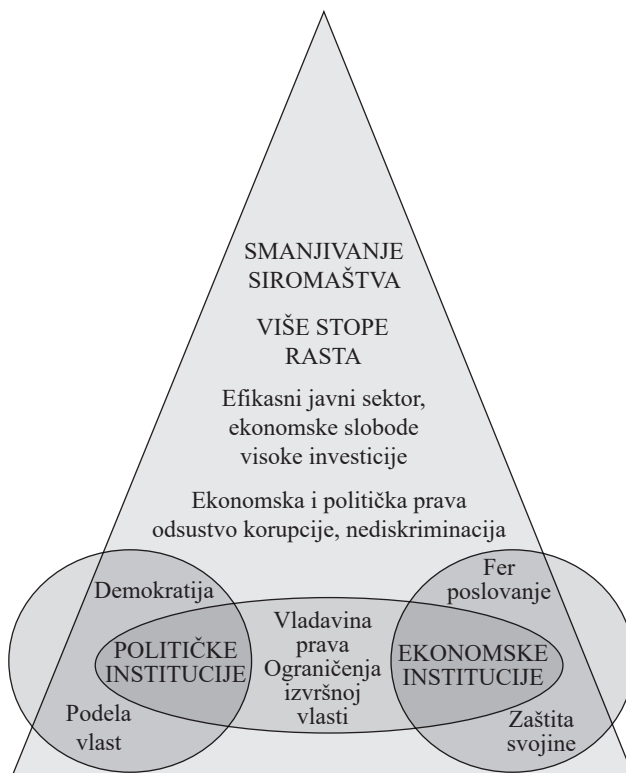 SMANJIVANJE
SIROMAŠTVA
VIŠE STOPE
RASTA
Efikasni javni sektor,
ekonomske slobode
visoke investicije
Ekonomska i politička prava
odsustvo korupcije, nediskriminacija
Demokratija
POLITIČKE
INSTITUCIJE
Podela
vlast
Vladavina
prava
Ograničenja
izvršnoj
vlasti
Fer
poslovanje
EKONOMSKE
INSTITUCIJE
Zaštita
svojine